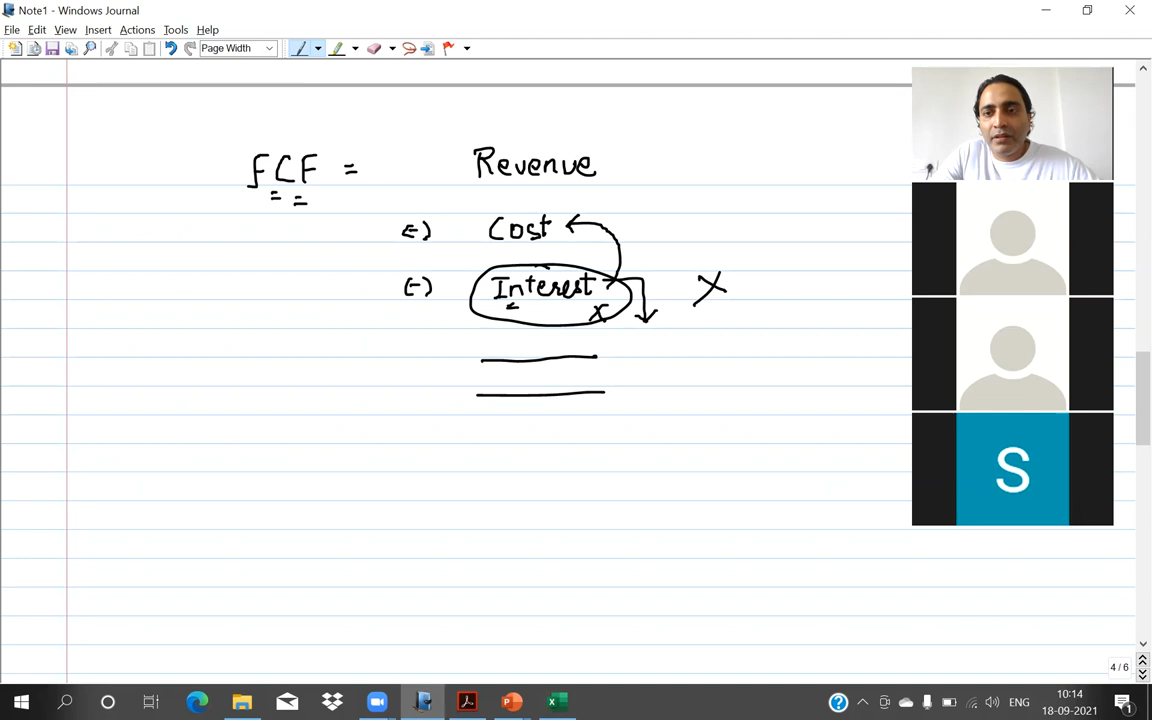 Note1 - Windows Journal
File Edit View Insert Actions Tools Help
Page Width
FCF = Revenue
(-) Cost
(-) Interest X
x
S
4 / 6
ENG
10:14
18-09-2021
1